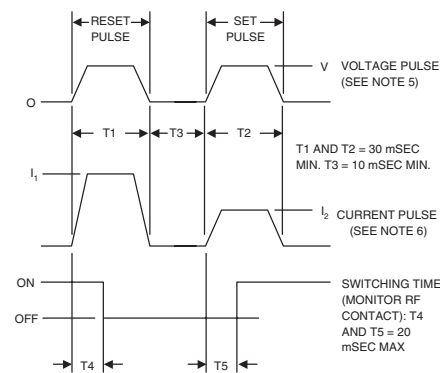 RESET
PULSE
SET
PULSE
V VOLTAGE PULSE
(SEE NOTE 5)
O
T1
T3
T2
T1 AND T2 = 30 mSEC
MIN. T3 = 10 mSEC MIN.
I1
I2 CURRENT PULSE
(SEE NOTE 6)
ON
OFF
SWITCHING TIME
(MONITOR RF
CONTACT): T4
AND T5 = 20
mSEC MAX
T4
T5